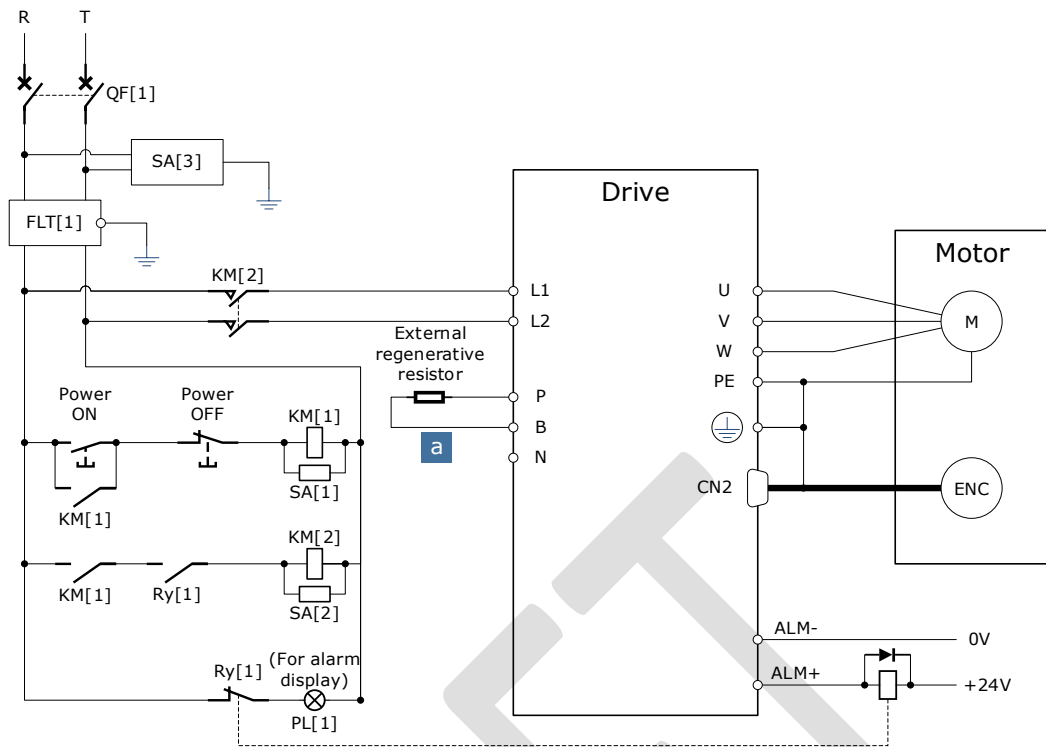 R
T
QF[1]
SA[3]
FLT[1]
KM[2]
Drive
Motor
L1
L2
U
V
W
PE
M
External
regenerative
resistor
P
B
N
a
Power
ON
Power
OFF
KM[1]
SA[1]
KM[1]
CN2
ENC
KM[2]
KM[1]
Ry[1]
SA[2]
Ry[1]
(For alarm
display)
PL[1]
ALM-
0V
ALM+
+24V